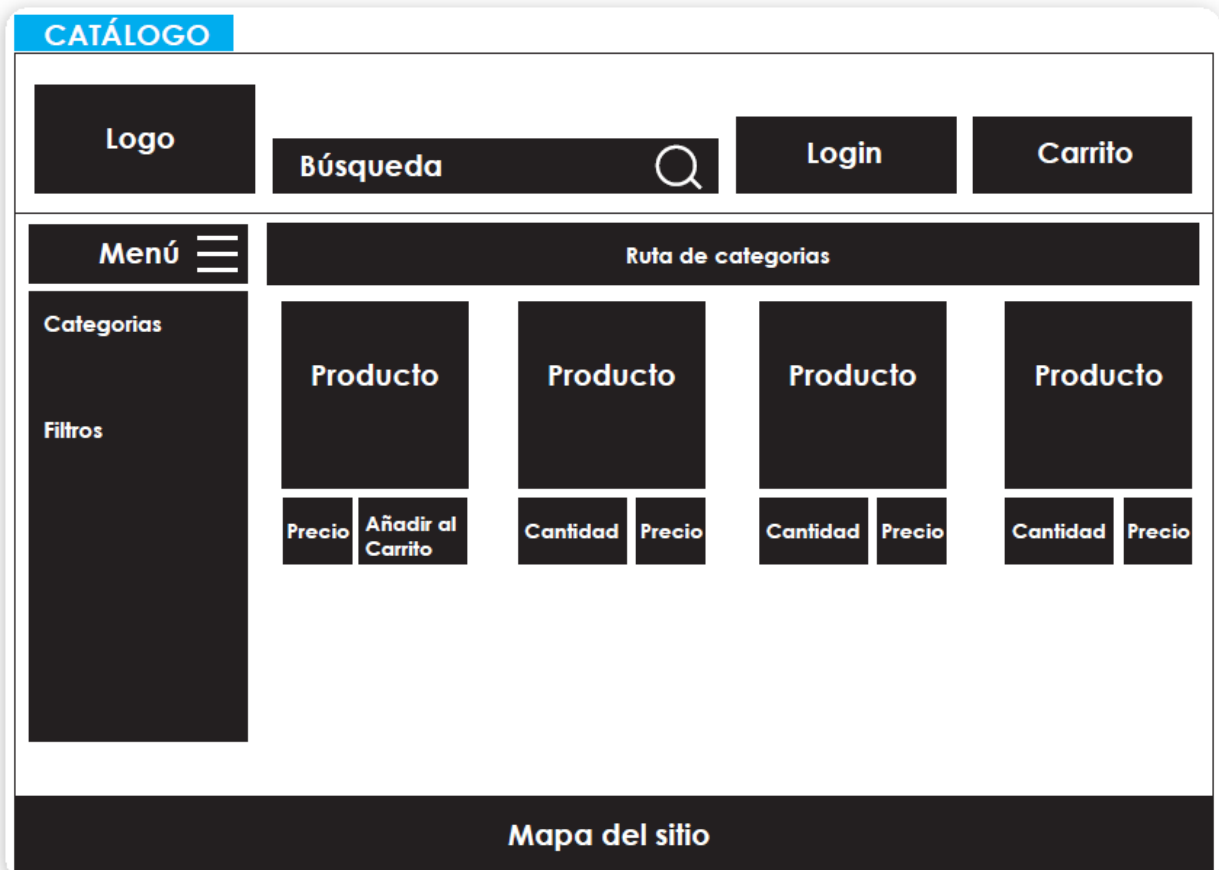 CATÁLOGO
Logo
Búsqueda
Login
Carrito
Menú
Ruta de categorias
Categorias
Filtros
Producto
Producto
Producto
Producto
Precio
Añadir al
Carrito
Cantidad
Precio
Cantidad
Precio
Cantidad
Precio
Mapa del sitio